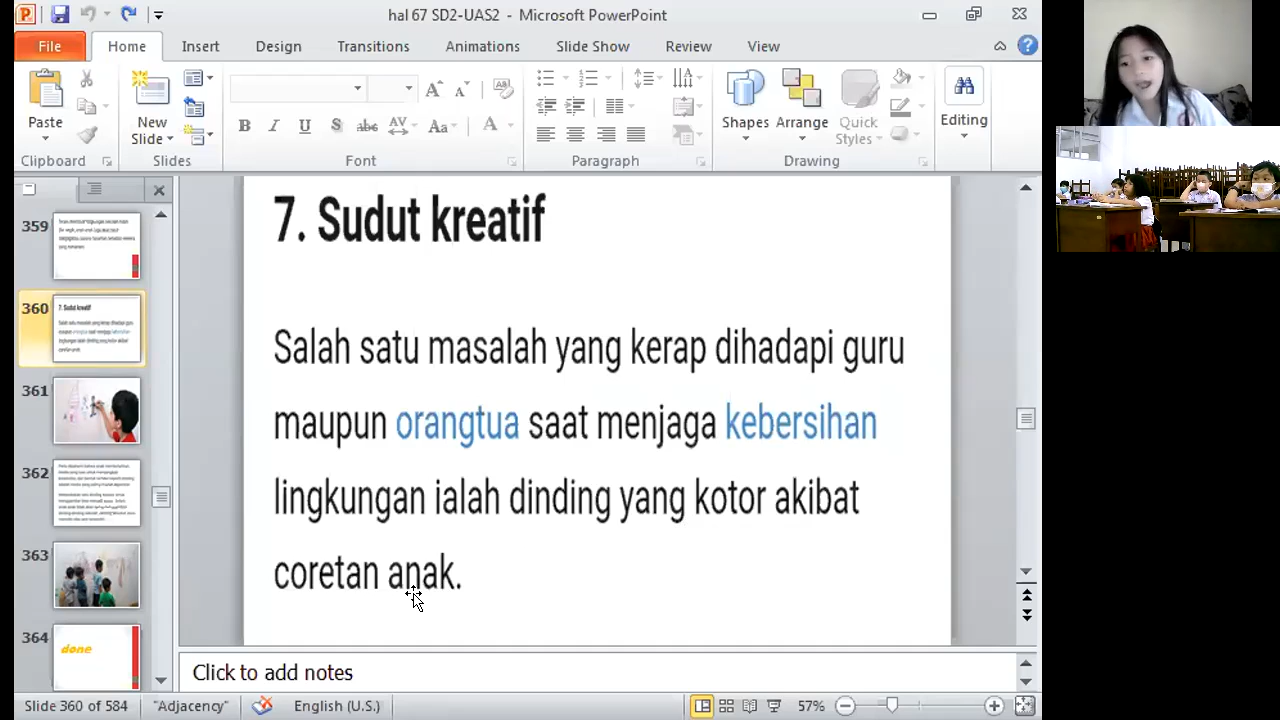 hal 67 SD2-UAS2 - Microsoft PowerPoint
File Home Insert Design Transitions Animations Slide Show Review View
Paste New Slide Shapes Arrange Quick Styles Editing
Clipboard Slides Font Paragraph Drawing
359
360
7. Sudut kreatif
361
362
363
364
done
7. Sudut kreatif
Salah satu masalah yang kerap dihadapi guru
maupun orangtua saat menjaga kebersihan
lingkungan ialah dinding yang kotor akibat
coretan anak.
Click to add notes
Slide 360 of 584 "Adjacency" English (U.S.) 57%